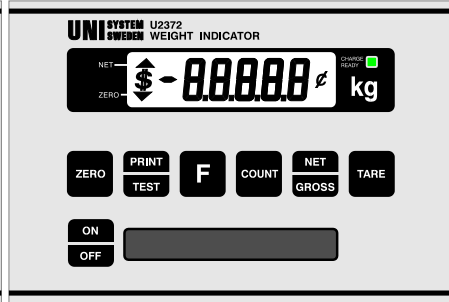 UNI SYSTEM SWEDEN U2372
WEIGHT INDICATOR
NET
ZERO
$ -8.8.8.8.8 ¢
CHARGE
READY
kg
ZERO
PRINT
TEST
F
COUNT
NET
GROSS
TARE
ON
OFF